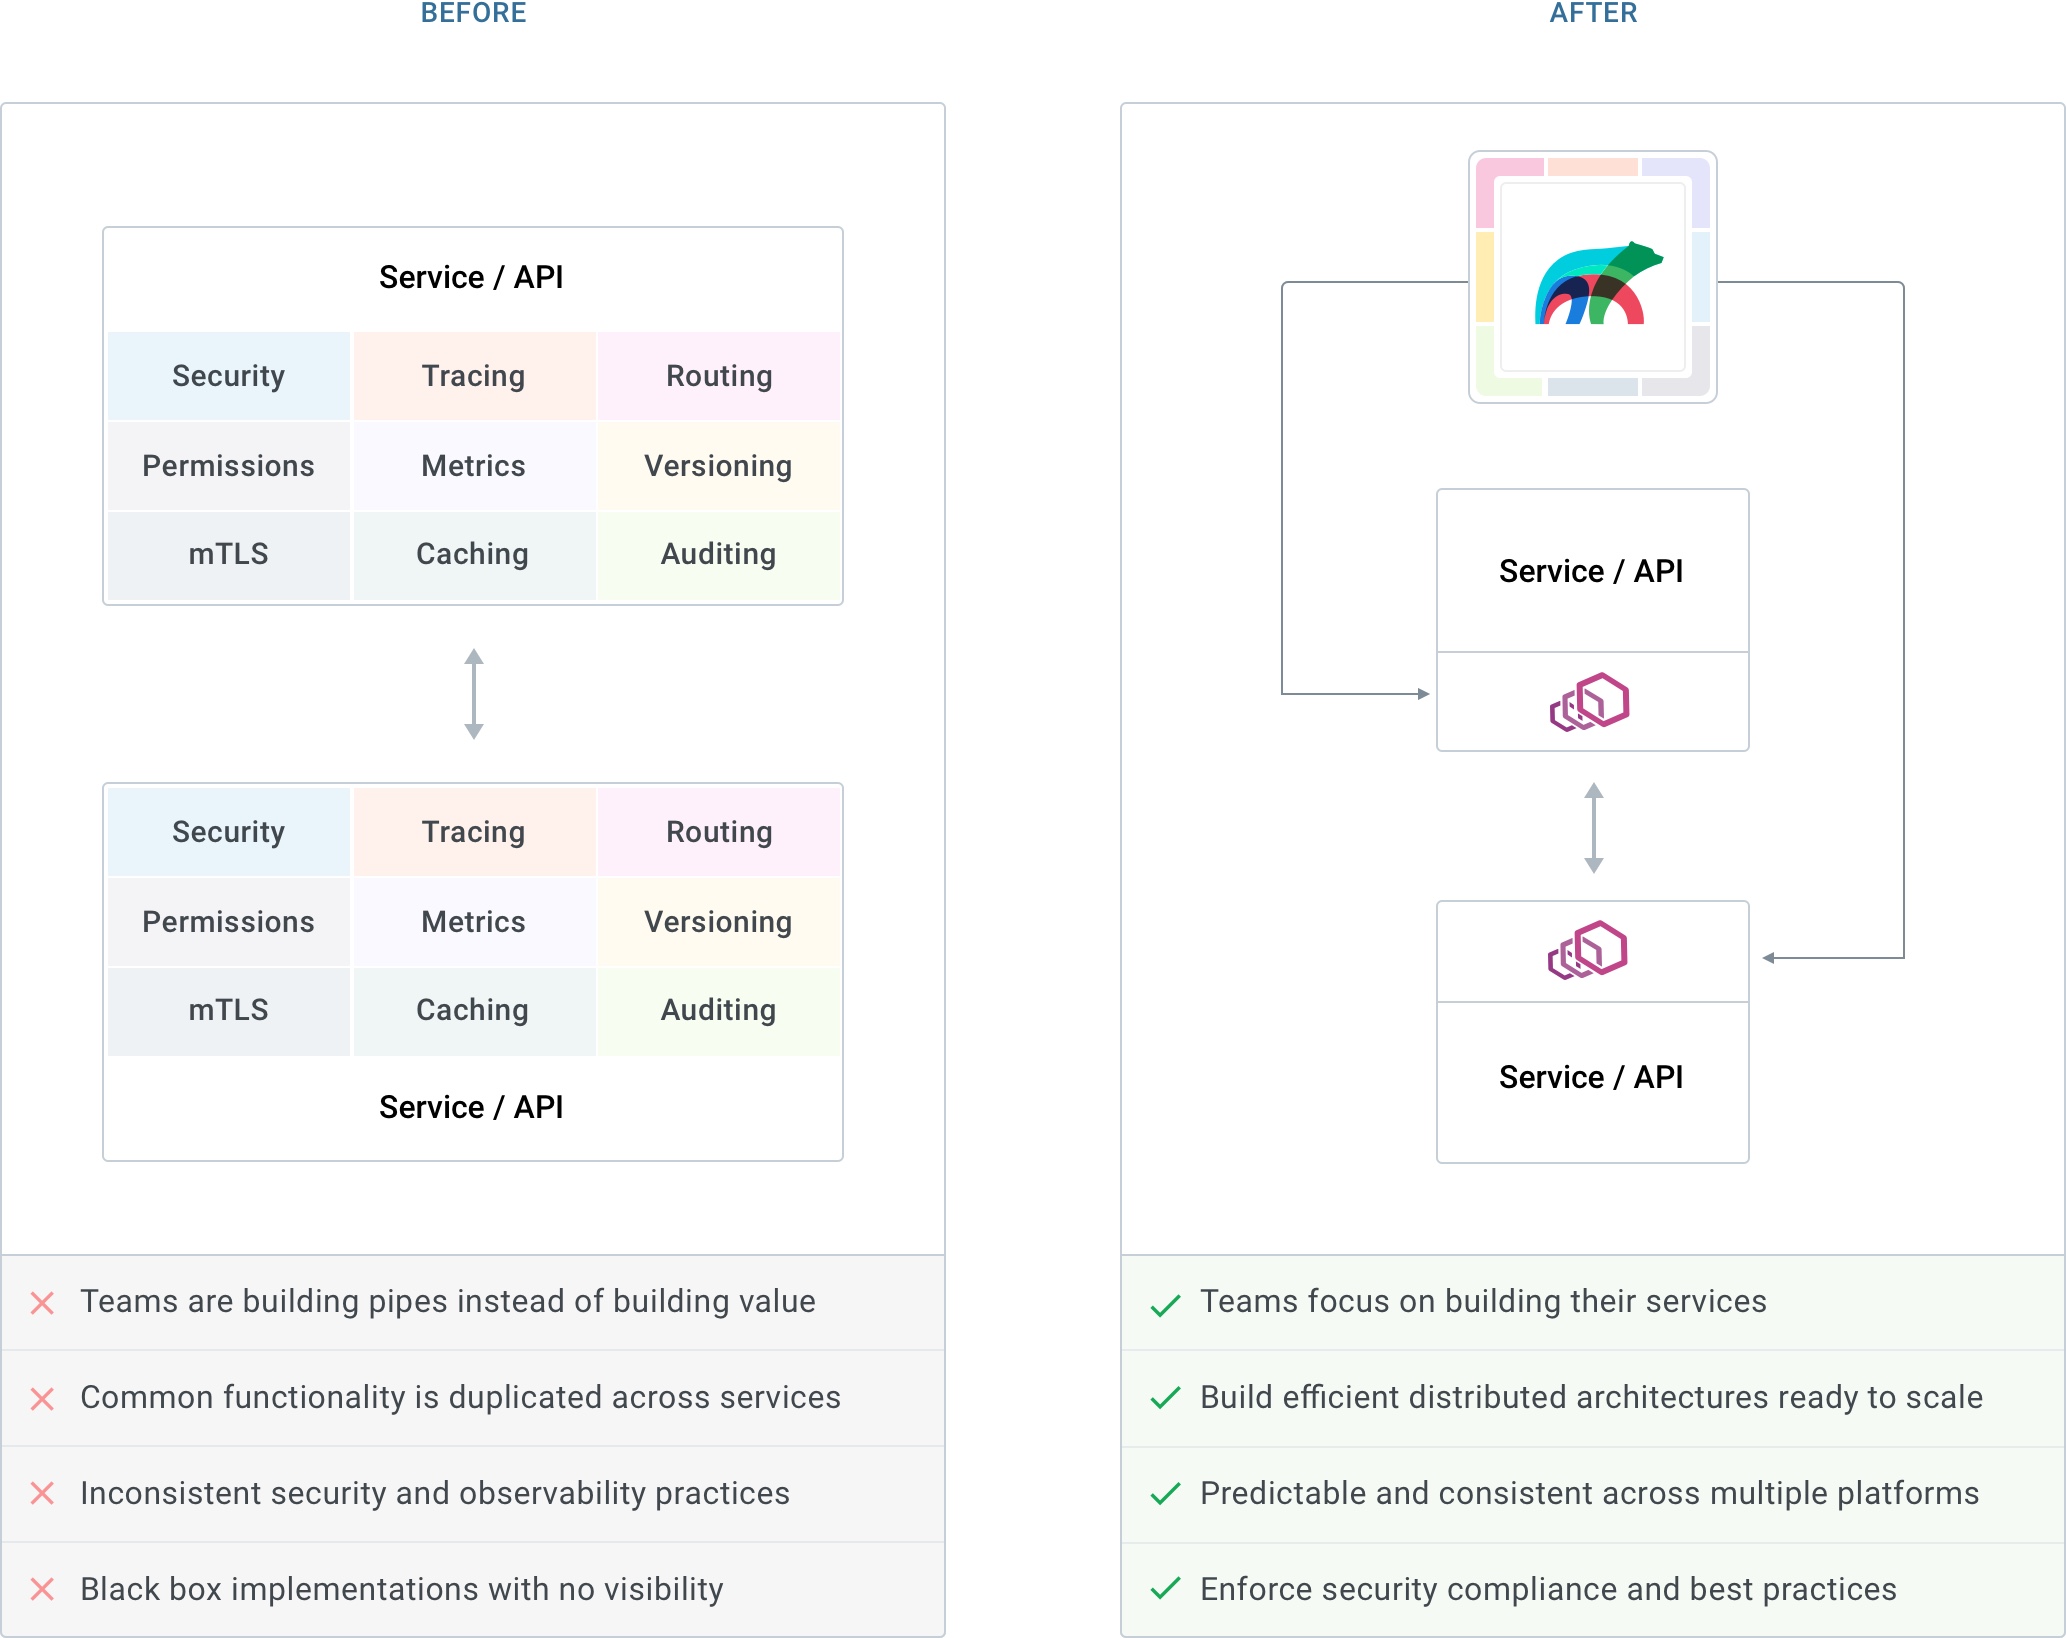 BEFORE
Service / API
Security Tracing Routing
Permissions Metrics Versioning
mTLS Caching Auditing
Security Tracing Routing
Permissions Metrics Versioning
mTLS Caching Auditing
Service / API
Teams are building pipes instead of building value
Common functionality is duplicated across services
Inconsistent security and observability practices
Black box implementations with no visibility
AFTER
Service / API
Service / API
Teams focus on building their services
Build efficient distributed architectures ready to scale
Predictable and consistent across multiple platforms
Enforce security compliance and best practices